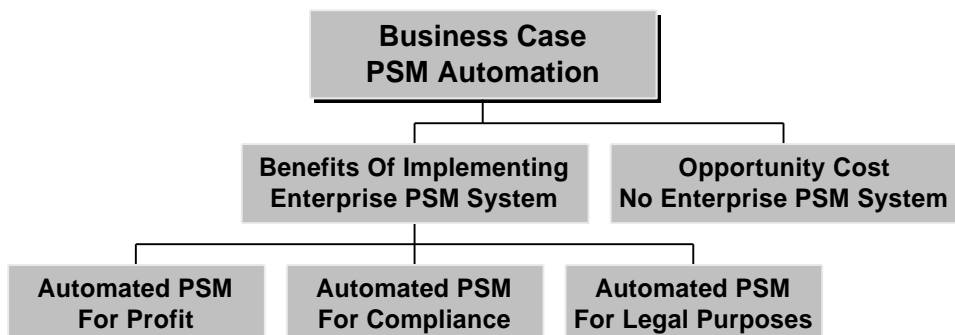 Business Case
PSM Automation
Benefits Of Implementing
Enterprise PSM System
Opportunity Cost
No Enterprise PSM System
Automated PSM
For Profit
Automated PSM
For Compliance
Automated PSM
For Legal Purposes